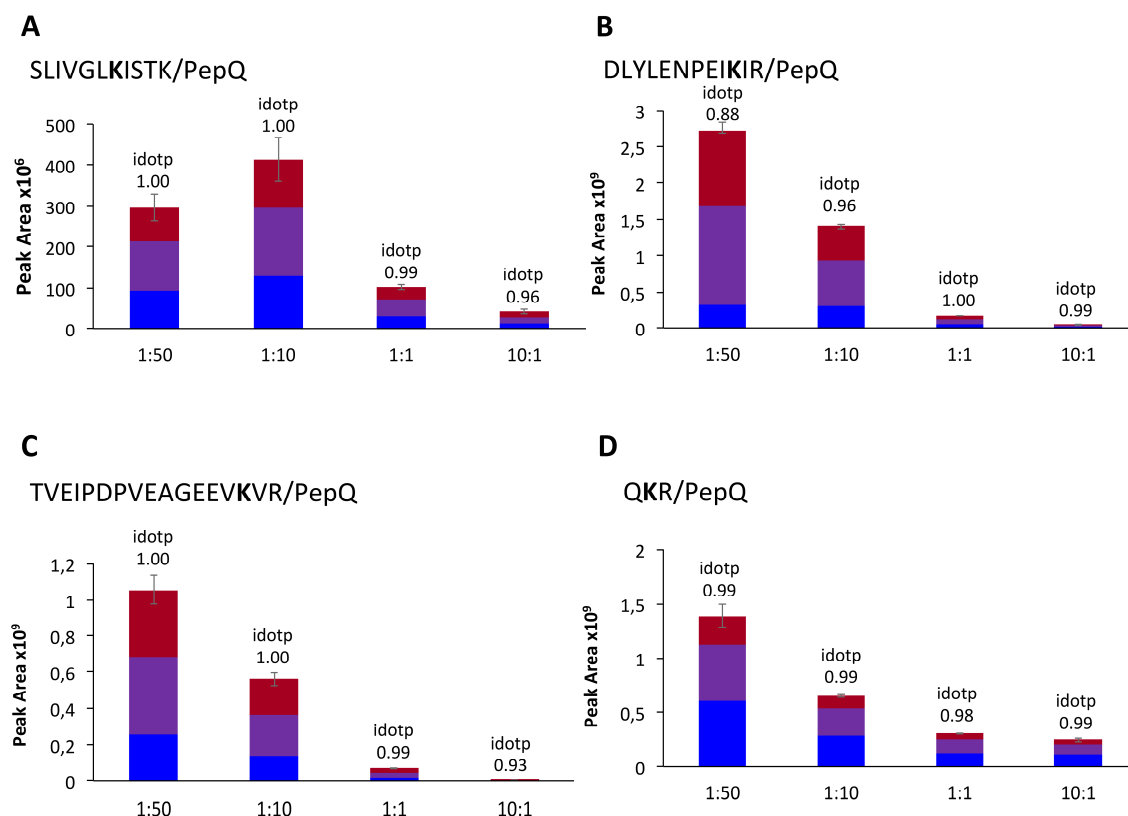 A
SLIVGLKISTK/PepQ
Peak Area x10⁶
500
400
300
200
100
0
idotp
1.00
idotp
1.00
idotp
0.99
idotp
0.96
1:50
1:10
1:1
10:1
B
DLYLENPEIKIR/PepQ
Peak Area x10⁹
3
2,5
2
1,5
1
0,5
0
idotp
0.88
idotp
0.96
idotp
1.00
idotp
0.99
1:50
1:10
1:1
10:1
C
TVEIPDPVEAGEEVKVR/PepQ
Peak Area x10⁹
1,2
1
0,8
0,6
0,4
0,2
0
idotp
1.00
idotp
1.00
idotp
0.99
idotp
0.93
1:50
1:10
1:1
10:1
D
QKR/PepQ
Peak Area x10⁹
2
1,5
1
0,5
0
idotp
0.99
idotp
0.99
idotp
0.98
idotp
0.99
1:50
1:10
1:1
10:1